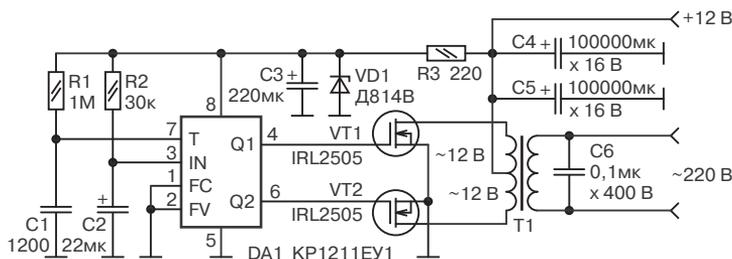 +12 В
C4 + 100000мк
x 16 В
R3 220
C3 +
220мк
VD1
Д814В
C5 + 100000мк
x 16 В
R1
1М
R2
30к
8
7
T
Q1
4
VT1
IRL2505
3
IN
1
FC
2
FV
Q2
6
VT2
IRL2505
~12 В
~12 В
C6
0,1мк
x 400 В
~220 В
T1
C1
1200
+
C2
22мк
5
DA1 КР1211ЕУ1